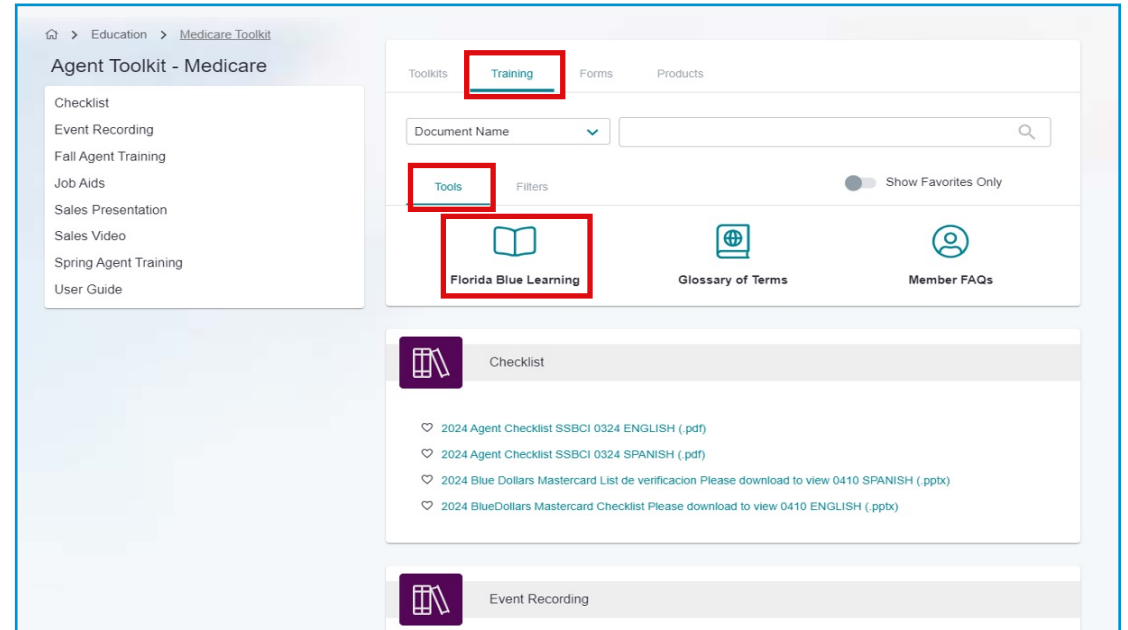 Education > Medicare Toolkit
Agent Toolkit - Medicare
Checklist
Event Recording
Fall Agent Training
Job Aids
Sales Presentation
Sales Video
Spring Agent Training
User Guide
Toolkits Training Forms Products
Document Name
Tools Filters Show Favorites Only
Florida Blue Learning Glossary of Terms Member FAQs
Checklist
2024 Agent Checklist SSBCI 0324 ENGLISH (.pdf)
2024 Agent Checklist SSBCI 0324 SPANISH (.pdf)
2024 Blue Dollars Mastercard List de verificacion Please download to view 0410 SPANISH (.pptx)
2024 BlueDollars Mastercard Checklist Please download to view 0410 ENGLISH (.pptx)
Event Recording